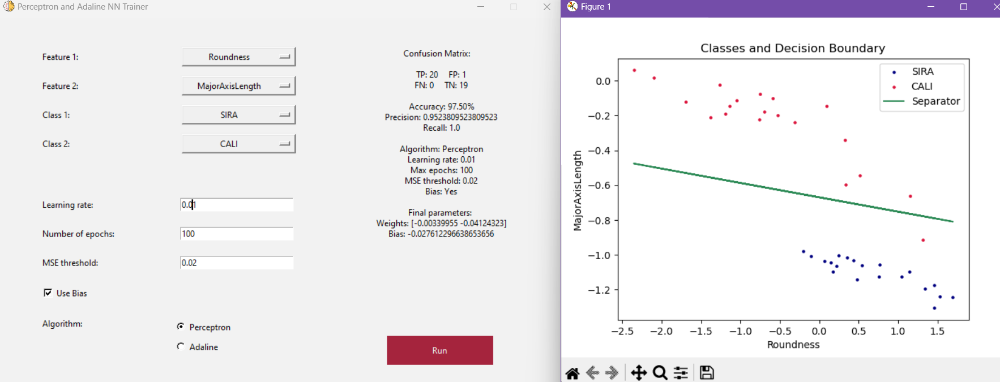 Perceptron and Adaline NN Trainer
Feature 1:
Roundness
Feature 2:
MajorAxisLength
Class 1:
SIRA
Class 2:
CALI
Learning rate:
0.01
Number of epochs:
100
MSE threshold:
0.02
Use Bias
Algorithm:
Perceptron
Adaline
Confusion Matrix:
TP: 20 FP: 1
FN: 0 TN: 19
Accuracy: 97.50%
Precision: 0.9523809523809523
Recall: 1.0
Algorithm: Perceptron
Learning rate: 0.01
Max epochs: 100
MSE threshold: 0.02
Bias: Yes
Final parameters:
Weights: [-0.00339955 -0.04124323]
Bias: -0.027612296638653656
Run
Figure 1
Classes and Decision Boundary
SIRA
CALI
Separator
MajorAxisLength
0.0
−0.2
−0.4
−0.6
−0.8
−1.0
−1.2
−2.5 −2.0 −1.5 −1.0 −0.5 0.0 0.5 1.0 1.5
Roundness